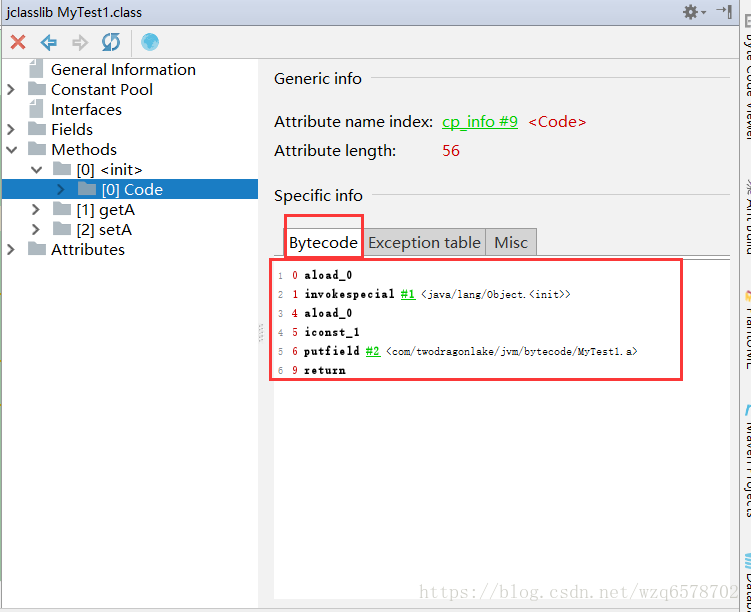 jclasslib MyTest1.class
General Information
Constant Pool
Interfaces
Fields
Methods
[0] <init>
[0] Code
[1] getA
[2] setA
Attributes
Generic info
Attribute name index: cp_info #9 <Code>
Attribute length: 56
Specific info
Bytecode Exception table Misc
1 0 aload_0
2 1 invokespecial #1 <java/lang/Object.<init>>
3 4 aload_0
4 5 iconst_1
5 6 putfield #2 <com/twodragonlake/jvm/bytecode/MyTest1.a>
6 9 return
Byte Code Viewer
Ant Build
Maven Projects
https://blog.csdn.net/wzq6578702